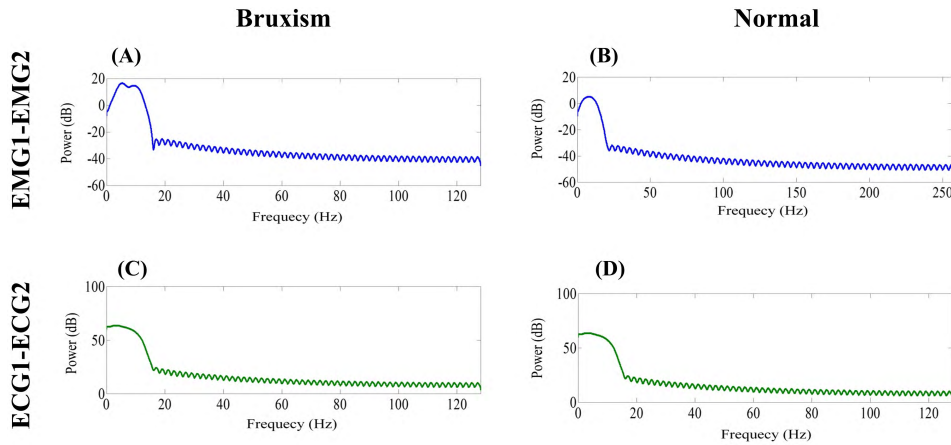 Bruxism
Normal
EMG1-EMG2
(A)
20
0
-20
-40
-60
Power (dB)
0 20 40 60 80 100 120
Frequecy (Hz)
(B)
20
0
-20
-40
-60
Power (dB)
0 50 100 150 200 250
Frequecy (Hz)
ECG1-ECG2
(C)
100
50
0
Power (dB)
0 20 40 60 80 100 120
Frequecy (Hz)
(D)
100
50
0
Power (dB)
0 20 40 60 80 100 120
Frequecy (Hz)